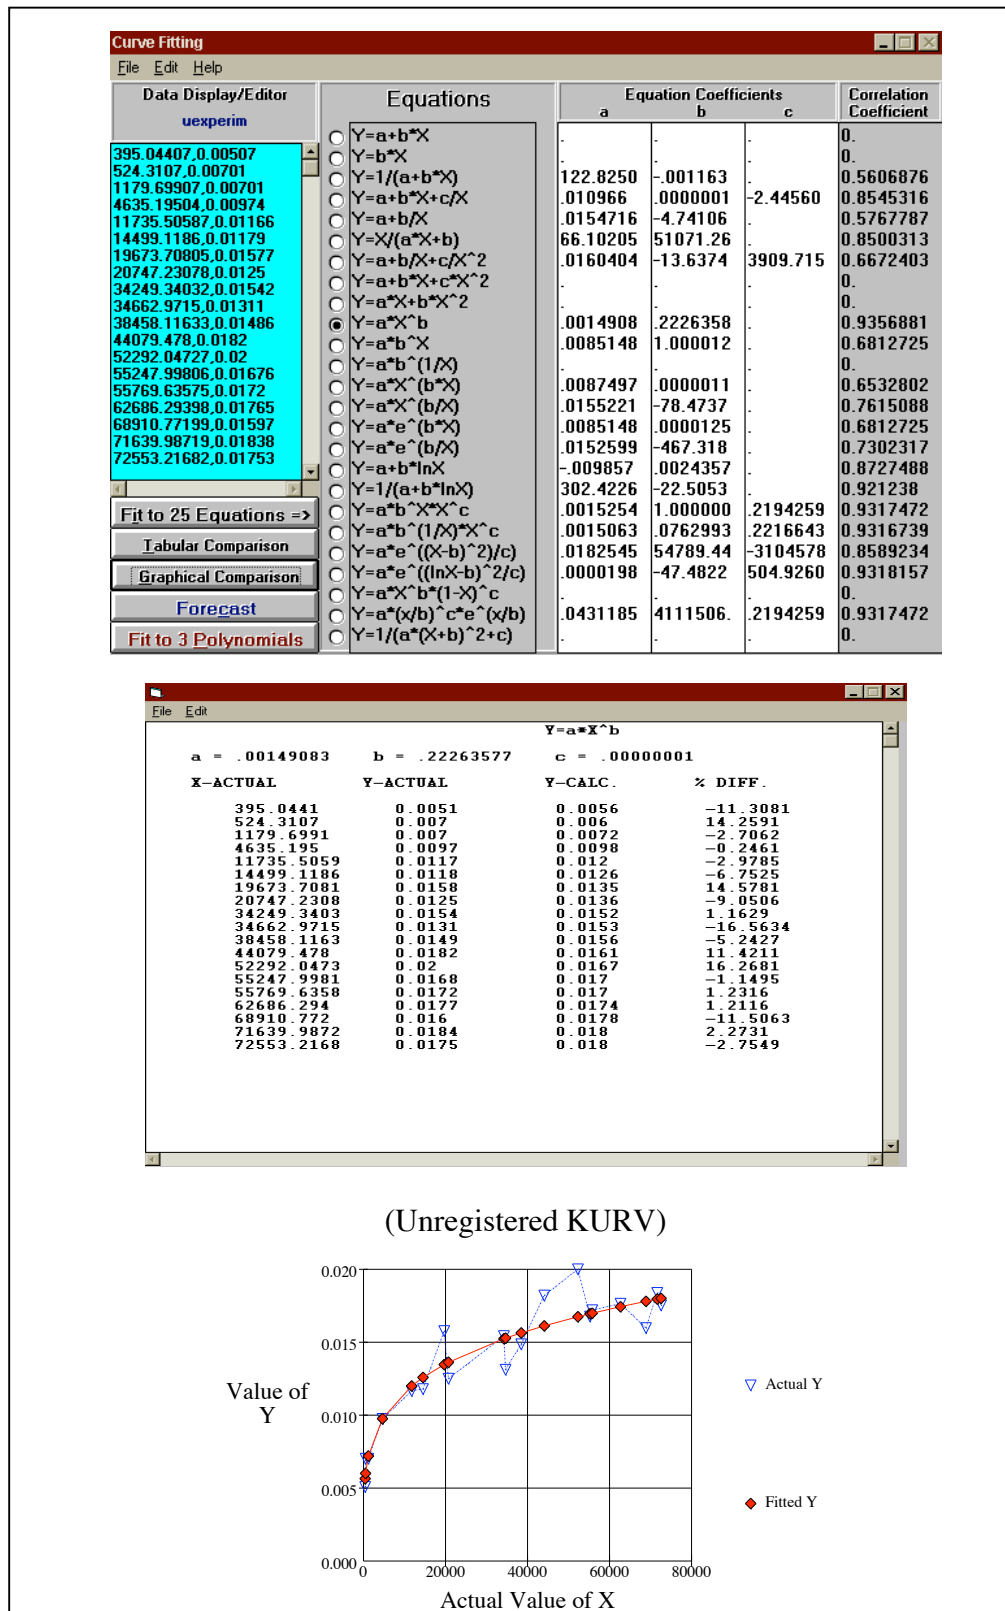 Curve Fitting
File Edit Help
Data Display/Editor
uexperim
395.04407,0.00507
524.3107,0.00701
1179.69907,0.00701
4635.19504,0.00974
11735.50587,0.01166
14499.1186,0.01179
19673.70805,0.01577
20747.23078,0.0125
34249.34032,0.01542
34662.9715,0.01311
38458.11633,0.01486
44079.478,0.0182
52292.04727,0.02
55247.99806,0.01676
55769.63575,0.0172
62686.29398,0.01765
68910.77199,0.01597
71639.98719,0.01838
72553.21682,0.01753
Fit to 25 Equations =>
Tabular Comparison
Graphical Comparison
Forecast
Fit to 3 Polynomials
Equations
Equation Coefficients
a b c
Correlation
Coefficient
Y=a+b*X . . . 0.
Y=b*X . . . 0.
Y=1/(a+b*X) 122.8250 -.001163 . 0.5606876
Y=a+b*X+c/X .010966 .0000001 -2.44560 0.8545316
Y=a+b/X .0154716 -4.74106 . 0.5767787
Y=X/(a*X+b) 66.10205 51071.26 . 0.8500313
Y=a+b/X+c/X^2 .0160404 -13.6374 3909.715 0.6672403
Y=a+b*X+c*X^2 . . . 0.
Y=a*X+b*X^2 . . . 0.
Y=a*X^b .0014908 .2226358 . 0.9356881
Y=a*b^X .0085148 1.000012 . 0.6812725
Y=a*b^(1/X) . . . 0.
Y=a*X^(b*X) .0087497 .0000011 . 0.6532802
Y=a*X^(b/X) .0155221 -78.4737 . 0.7615088
Y=a*e^(b*X) .0085148 .0000125 . 0.6812725
Y=a*e^(b/X) .0152599 -467.318 . 0.7302317
Y=a+b*lnX -.009857 .0024357 . 0.8727488
Y=1/(a+b*lnX) 302.4226 -22.5053 . 0.921238
Y=a*b^X*X^c .0015254 1.000000 .2194259 0.9317472
Y=a*b^(1/X)*X^c .0015063 .0762993 .2216643 0.9316739
Y=a*e^((X-b)^2)/c) .0182545 54789.44 -3104578 0.8589234
Y=a*e^((lnX-b)^2/c) .0000198 -47.4822 504.9260 0.9318157
Y=a*X^b*(1-X)^c . . . 0.
Y=a*(x/b)^c*e^(x/b) .0431185 4111506. .2194259 0.9317472
Y=1/(a*(X+b)^2+c) . . . 0.
File Edit
Y=a*X^b
a = .00149083 b = .22263577 c = .00000001
X-ACTUAL Y-ACTUAL Y-CALC. % DIFF.
395.0441 0.0051 0.0056 -11.3081
524.3107 0.007 0.006 14.2591
1179.6991 0.007 0.0072 -2.7062
4635.195 0.0097 0.0098 -0.2461
11735.5059 0.0117 0.012 -2.9785
14499.1186 0.0118 0.0126 -6.7525
19673.7081 0.0158 0.0135 14.5781
20747.2308 0.0125 0.0136 -9.0506
34249.3403 0.0154 0.0152 1.1629
34662.9715 0.0131 0.0153 -16.5634
38458.1163 0.0149 0.0156 -5.2427
44079.478 0.0182 0.0161 11.4211
52292.0473 0.02 0.0167 16.2681
55247.9981 0.0168 0.017 -1.1495
55769.6358 0.0172 0.017 1.2316
62686.294 0.0177 0.0174 1.2116
68910.772 0.016 0.0178 -11.5063
71639.9872 0.0184 0.018 2.2731
72553.2168 0.0175 0.018 -2.7549
(Unregistered KURV)
0.020
0.015
0.010
0.005
0.000
Value of
Y
0 20000 40000 60000 80000
Actual Value of X
Actual Y
Fitted Y